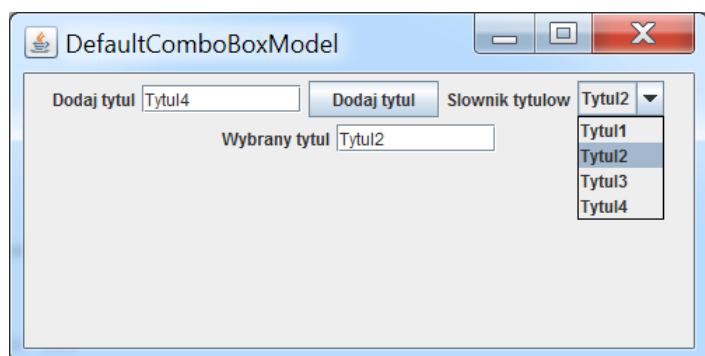 DefaultComboBoxModel
Dodaj tytul Tytul4 Dodaj tytul Slownik tytulow Tytul2
Wybrany tytul Tytul2
Tytul1
Tytul2
Tytul3
Tytul4